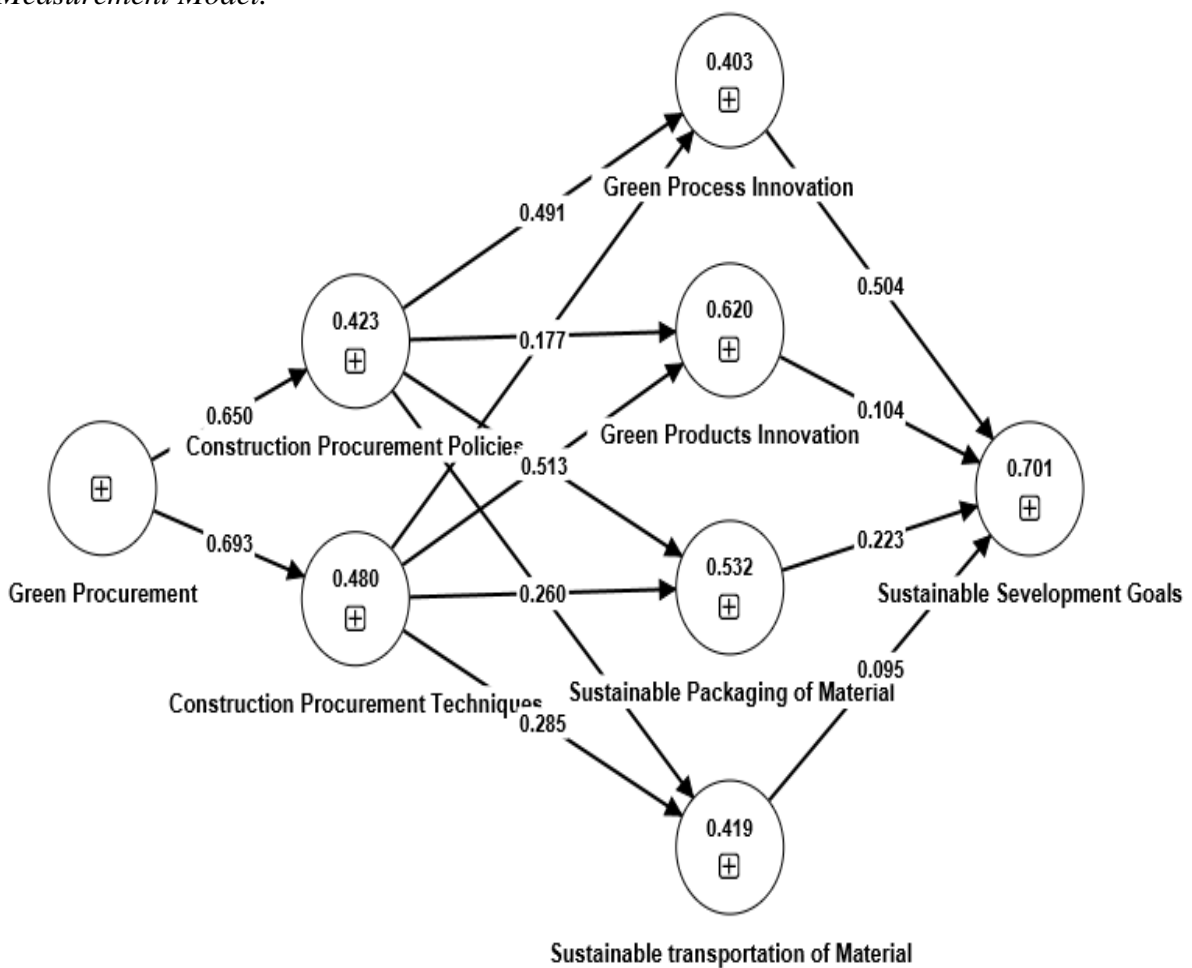 Measurement Model:
0.403
Green Process Innovation
0.491
0.504
0.423
0.177
0.620
0.650
Construction Procurement Policies
0.513
Green Products Innovation
0.104
0.701
Green Procurement
0.693
0.480
0.260
0.532
0.223
Sustainable Sevelopment Goals
Construction Procurement Techniques
0.285
Sustainable Packaging of Material
0.095
0.419
Sustainable transportation of Material